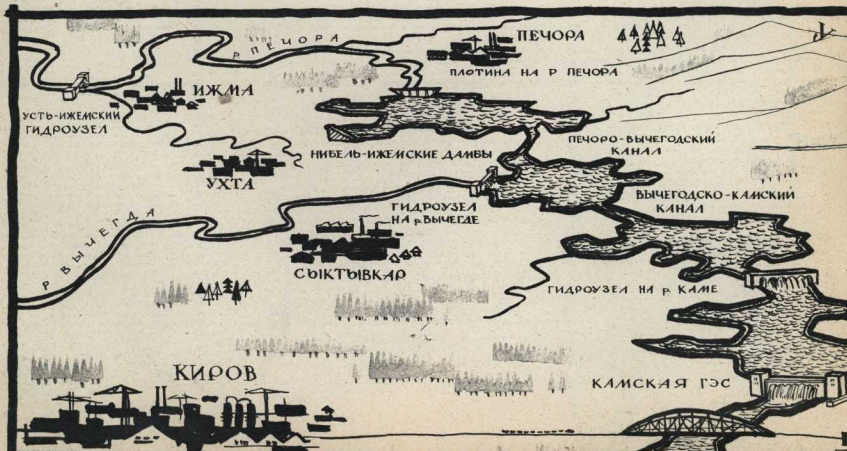 р. ПЕЧОРА
ПЕЧОРА
ПЛОТИНА НА Р ПЕЧОРА
ИЖМА
УСТЬ-ИЖЕМСКИЙ
ГИДРОУЗЕЛ
НИБЕЛЬ-ИЖЕМСКИЕ ДАМБЫ
ПЕЧОРО-ВЫЧЕГОДСКИЙ
КАНАЛ
УХТА
ГИДРОУЗЕЛ
НА р. ВЫЧЕГДЕ
ВЫЧЕГОДСКО-КАМСКИЙ
КАНАЛ
Р ВЫЧЕГДА
СЫКТЫВКАР
ГИДРОУЗЕЛ НА р. КАМЕ
КИРОВ
КАМСКАЯ ГЭС